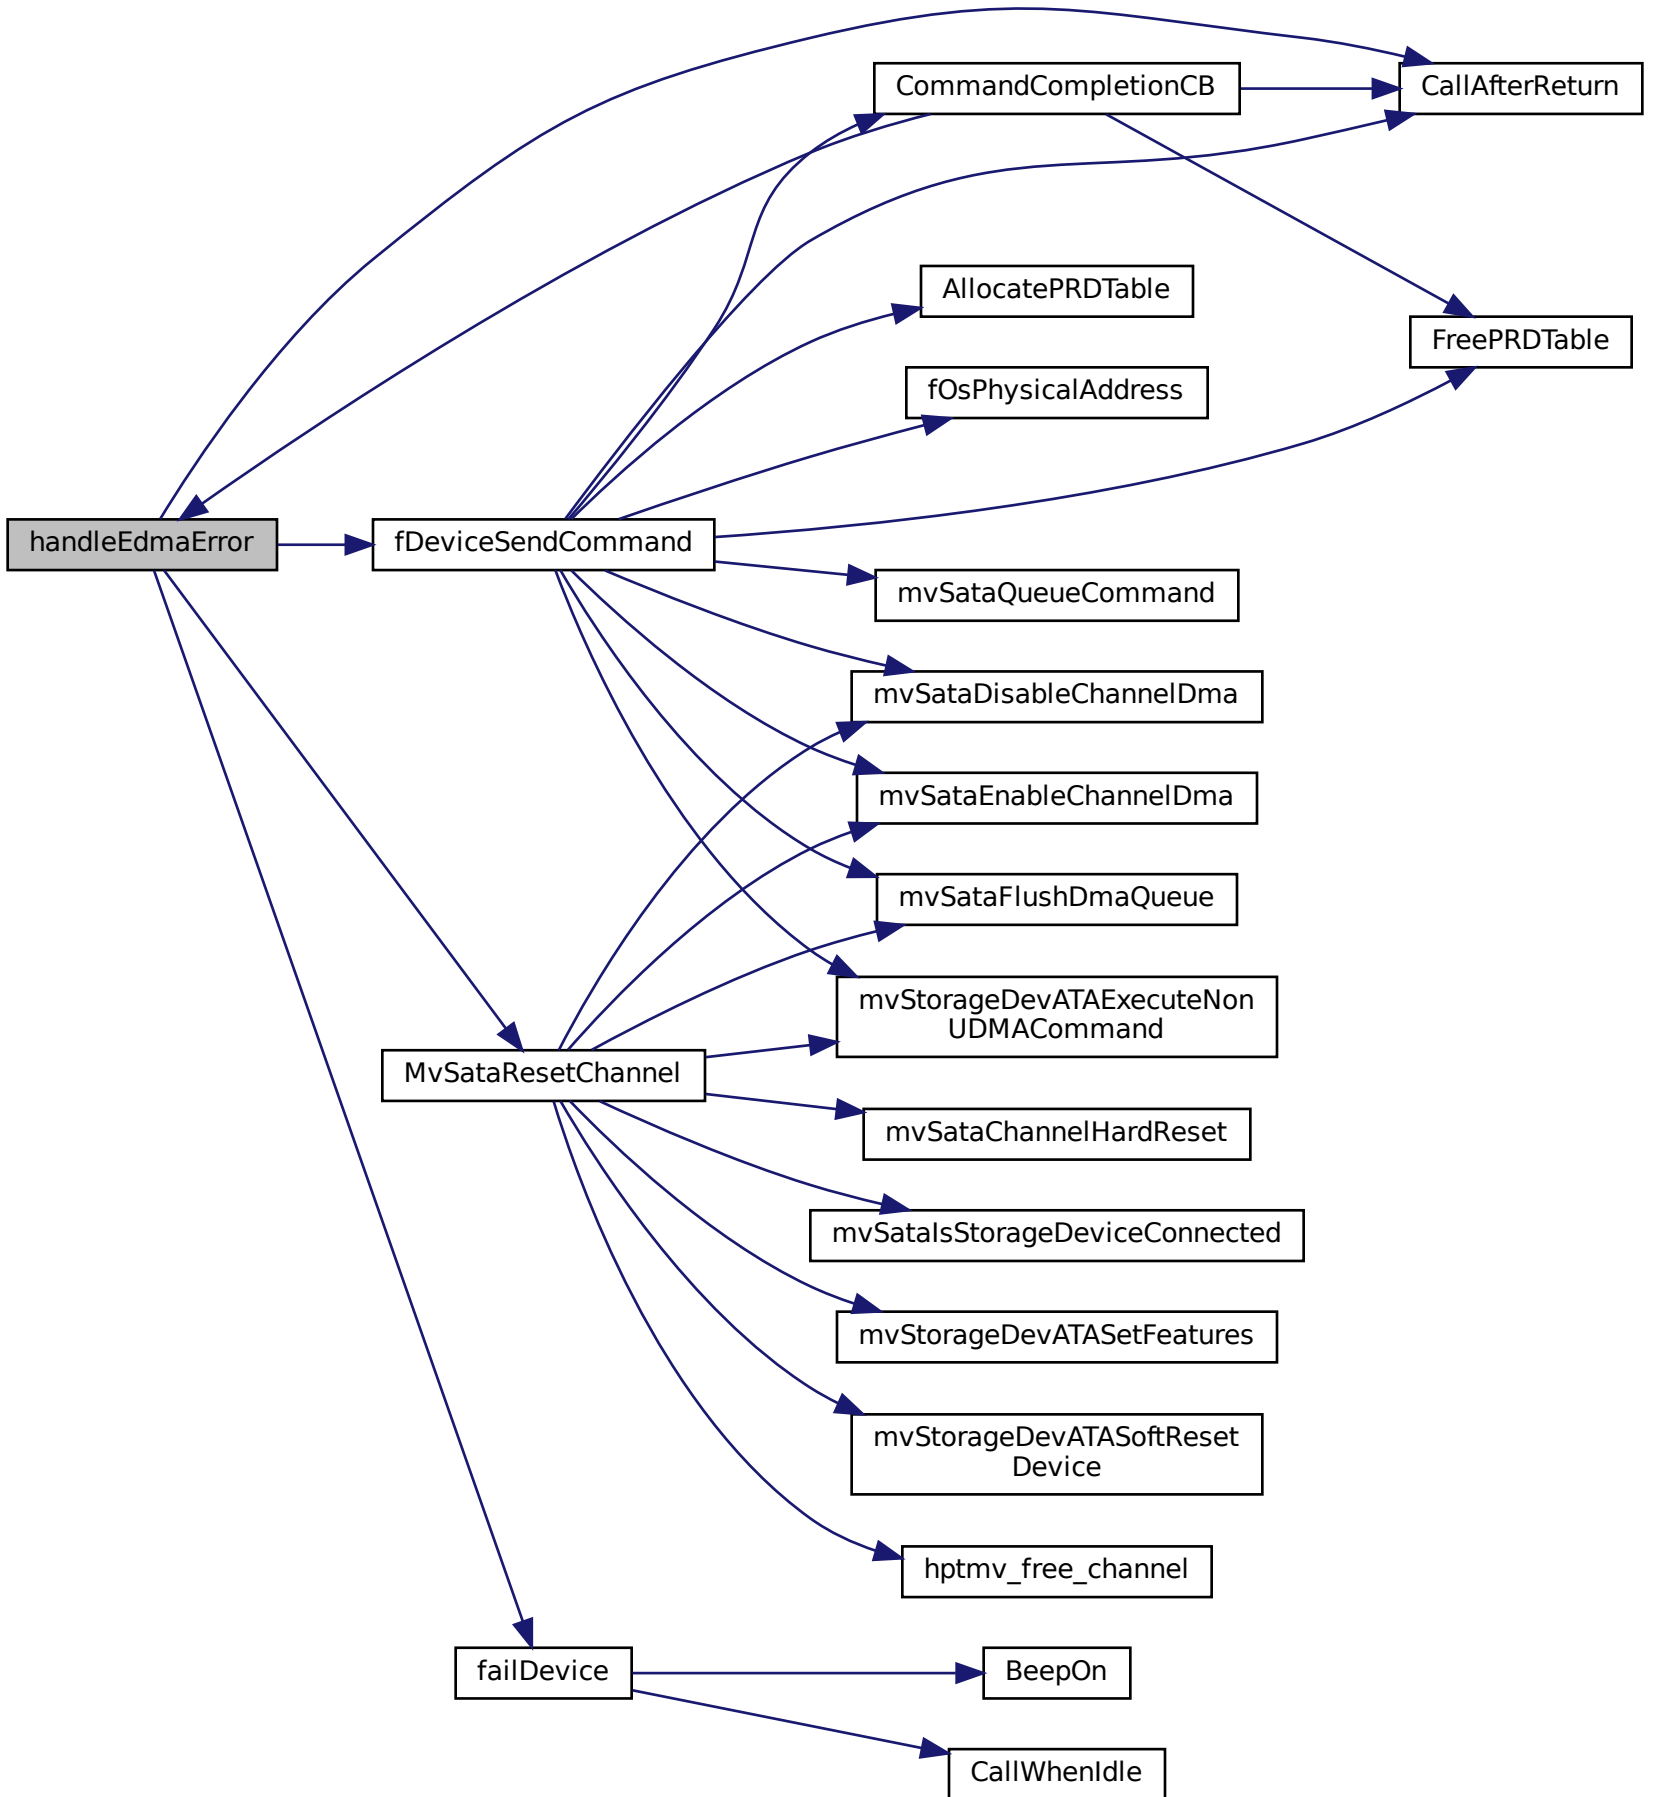 CommandCompletionCB
CallAfterReturn
AllocatePRDTable
FreePRDTable
fOsPhysicalAddress
handleEdmaError
fDeviceSendCommand
mvSataQueueCommand
mvSataDisableChannelDma
mvSataEnableChannelDma
mvSataFlushDmaQueue
mvStorageDevATAExecuteNon
UDMACommand
MvSataResetChannel
mvSataChannelHardReset
mvSataIsStorageDeviceConnected
mvStorageDevATASetFeatures
mvStorageDevATASoftReset
Device
hptmv_free_channel
failDevice
BeepOn
CallWhenIdle